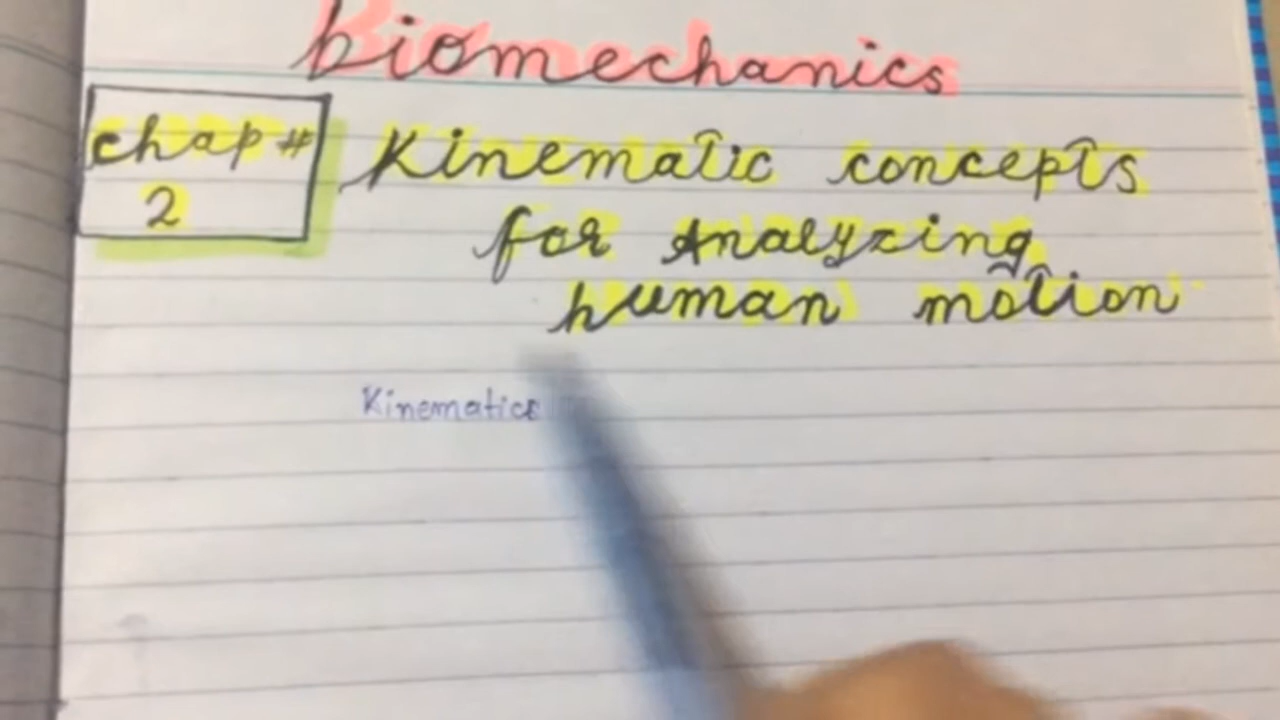 Biomechanics
chap #
2
Kinematic concepts
for Analyzing
human motion
Kinematics